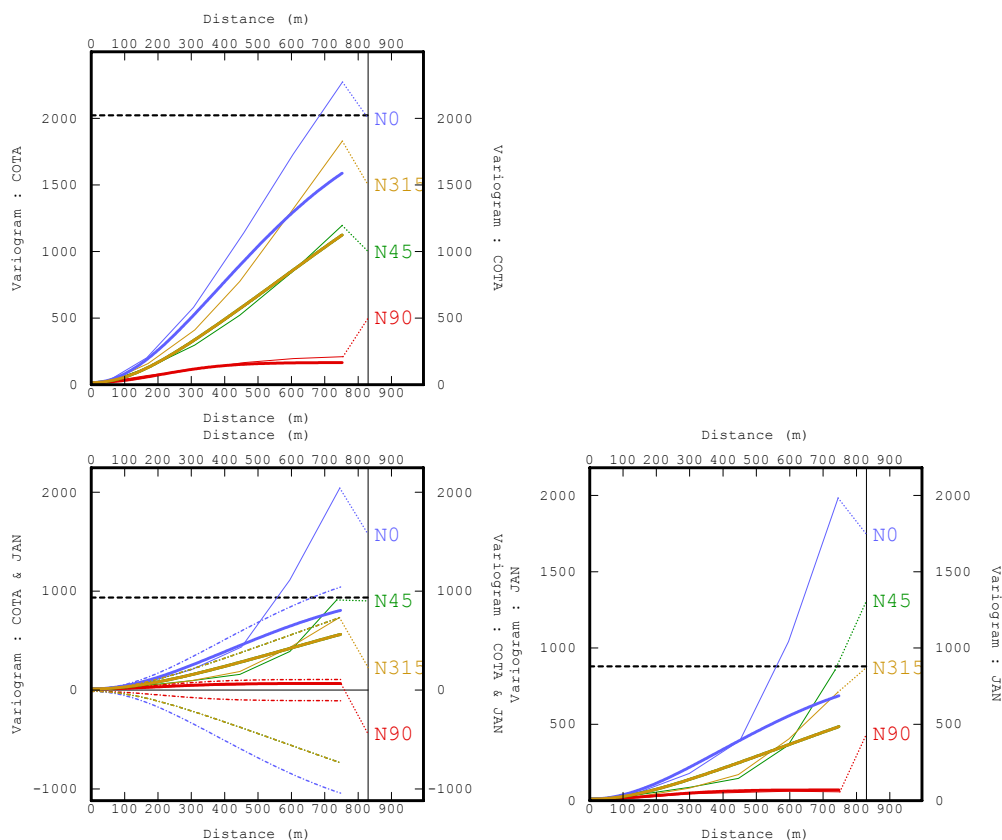 Distance (m)
0 100 200 300 400 500 600 700 800 900
2000 N0 2000
1500 N315 1500
1000 N45 1000
500 N90 500
0 0
Variogram : COTA
Variogram : COTA
0 100 200 300 400 500 600 700 800 900
Distance (m)
Distance (m)
0 100 200 300 400 500 600 700 800 900
2000 2000
N0
1000 N45 1000
N315
0 0
N90
-1000 -1000
Variogram : COTA & JAN
Variogram : COTA & JAN
0 100 200 300 400 500 600 700 800 900
Distance (m)
Distance (m)
0 100 200 300 400 500 600 700 800 900
2000 2000
N0
1500 1500
N45
1000 1000
N315
500 N90 500
0 0
Variogram : JAN
Variogram : JAN
0 100 200 300 400 500 600 700 800 900
Distance (m)